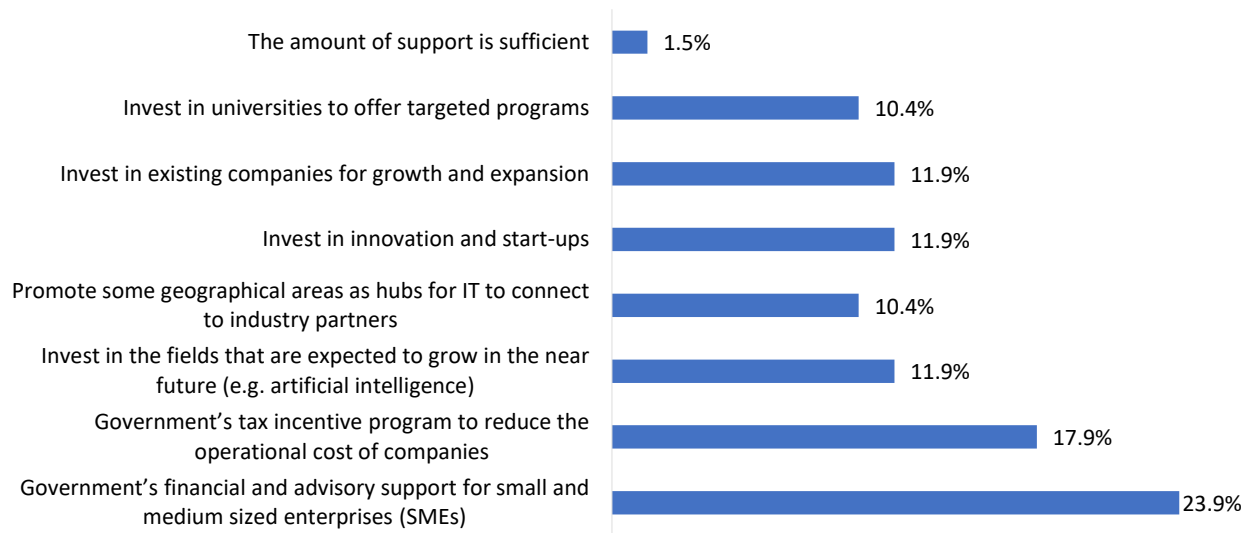 The amount of support is sufficient
1.5%
Invest in universities to offer targeted programs
10.4%
Invest in existing companies for growth and expansion
11.9%
Invest in innovation and start-ups
11.9%
Promote some geographical areas as hubs for IT to connect
to industry partners
10.4%
Invest in the fields that are expected to grow in the near
future (e.g. artificial intelligence)
11.9%
Government’s tax incentive program to reduce the
operational cost of companies
17.9%
Government’s financial and advisory support for small and
medium sized enterprises (SMEs)
23.9%